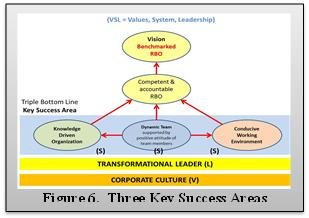 (VSL = Values, System, Leadership)
Vision
Benchmarked
RBO
Competent &
accountable
RBO
Triple Bottom Line
Key Success Area
Knowledge
Driven
Organization
Dynamic Team
supported by
positive attitude of
team members
Conducive
Working
Environment
(S) (S) (S)
TRANSFORMATIONAL LEADER (L)
CORPORATE CULTURE (V)
Figure 6. Three Key Success Areas